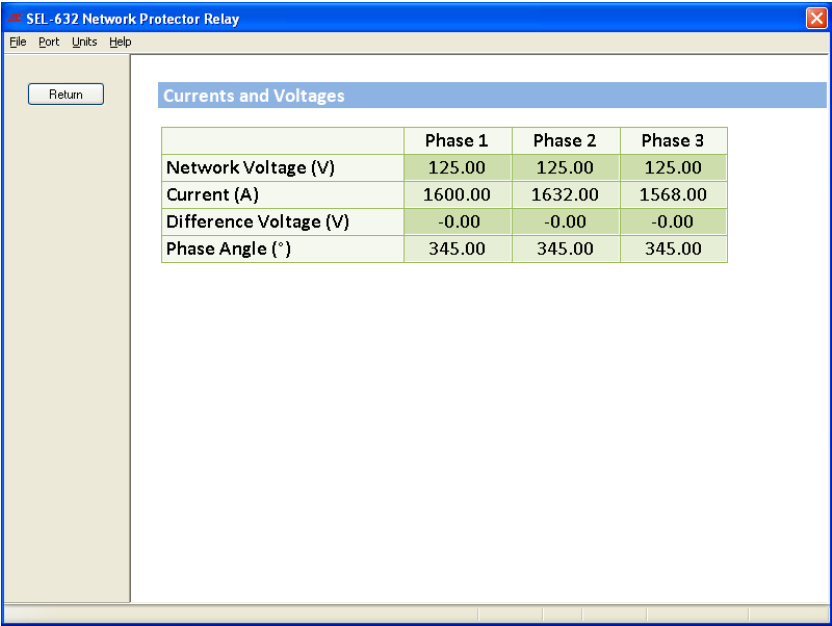 SEL-632 Network Protector Relay
File Port Units Help
Return
Currents and Voltages
Phase 1 Phase 2 Phase 3
Network Voltage (V) 125.00 125.00 125.00
Current (A) 1600.00 1632.00 1568.00
Difference Voltage (V) -0.00 -0.00 -0.00
Phase Angle (°) 345.00 345.00 345.00